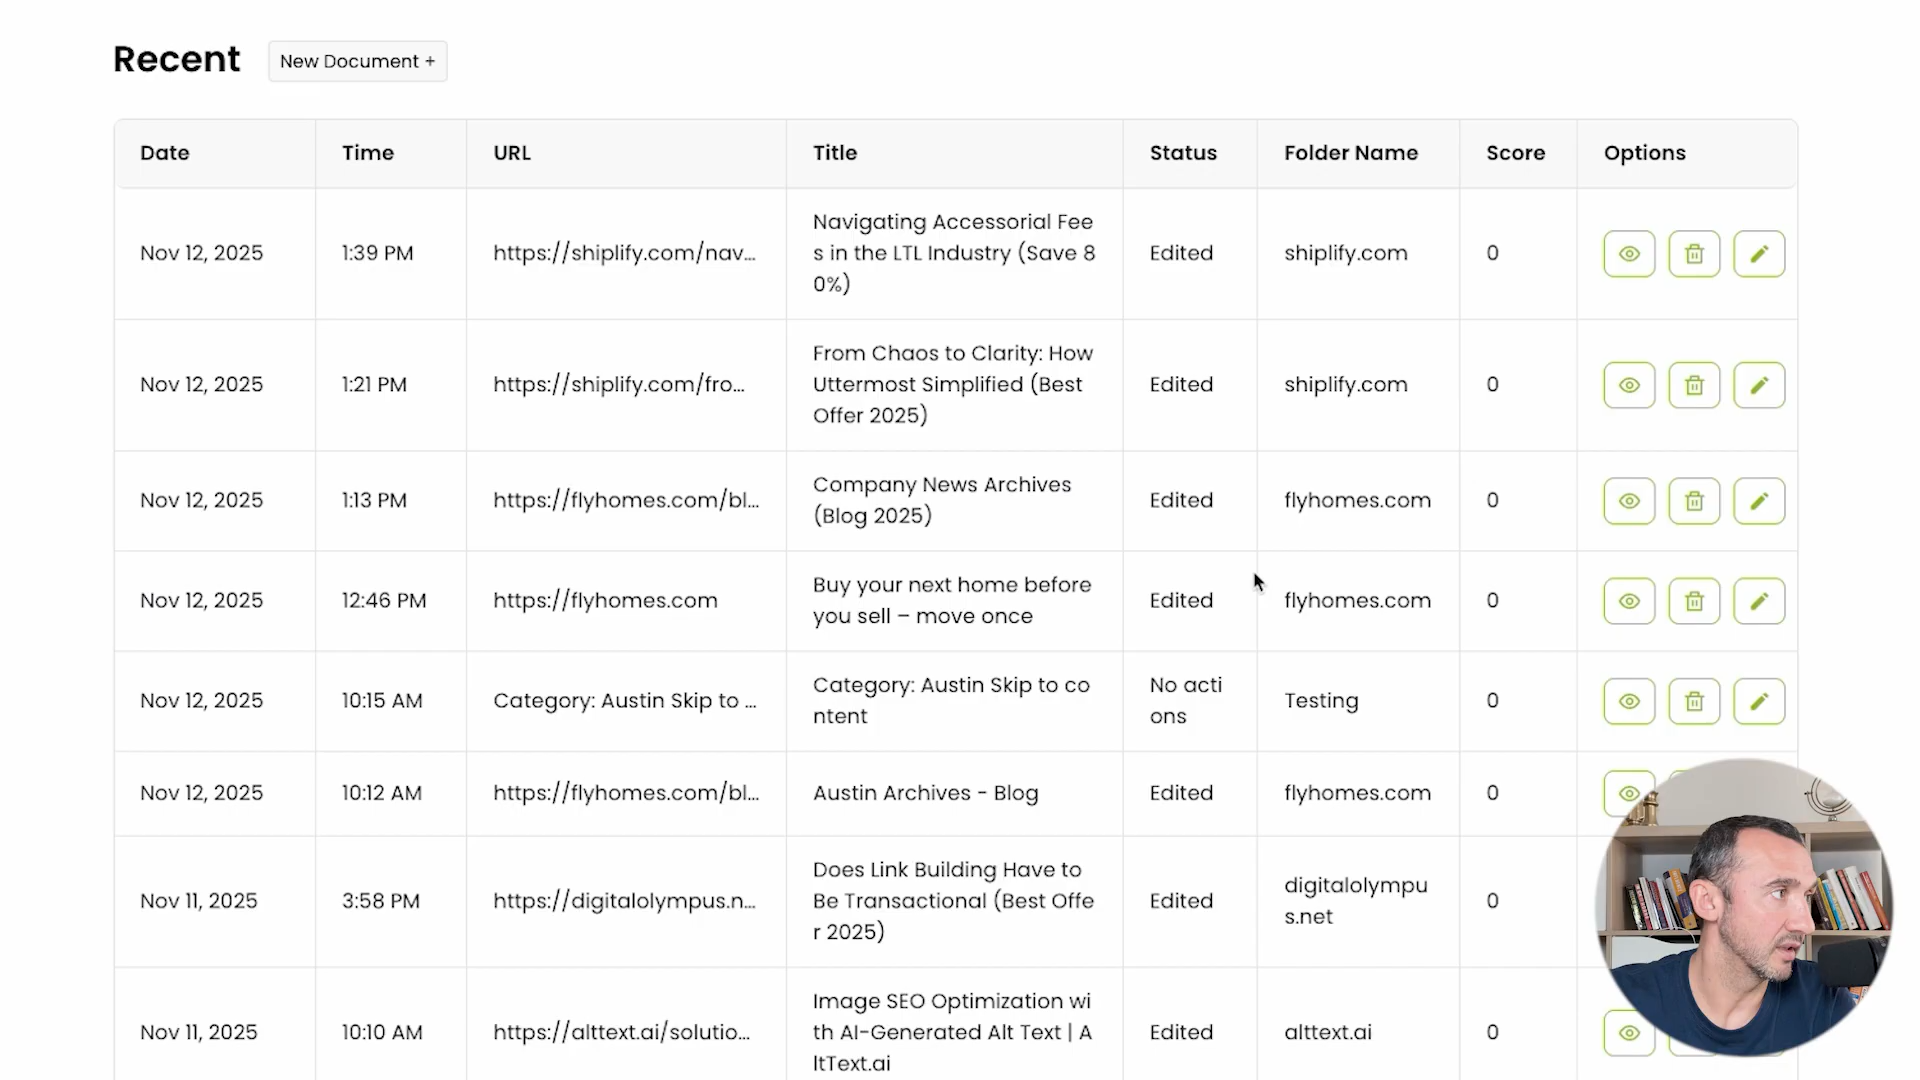 Recent
New Document +
Date Time URL Title Status Folder Name Score Options
Nov 12, 2025 1:39 PM https://shiplify.com/nav... Navigating Accessorial Fee
s in the LTL Industry (Save 8
0%) Edited shiplify.com 0
Nov 12, 2025 1:21 PM https://shiplify.com/fro... From Chaos to Clarity: How
Uttermost Simplified (Best
Offer 2025) Edited shiplify.com 0
Nov 12, 2025 1:13 PM https://flyhomes.com/bl... Company News Archives
(Blog 2025) Edited flyhomes.com 0
Nov 12, 2025 12:46 PM https://flyhomes.com Buy your next home before
you sell – move once Edited flyhomes.com 0
Nov 12, 2025 10:15 AM Category: Austin Skip to ... Category: Austin Skip to co
ntent No acti
ons Testing 0
Nov 12, 2025 10:12 AM https://flyhomes.com/bl... Austin Archives - Blog Edited flyhomes.com 0
Nov 11, 2025 3:58 PM https://digitalolympus.n... Does Link Building Have to
Be Transactional (Best Offe
r 2025) Edited digitalolympu
s.net 0
Nov 11, 2025 10:10 AM https://alttext.ai/solutio... Image SEO Optimization wi
th AI-Generated Alt Text | A
ltText.ai Edited alttext.ai 0